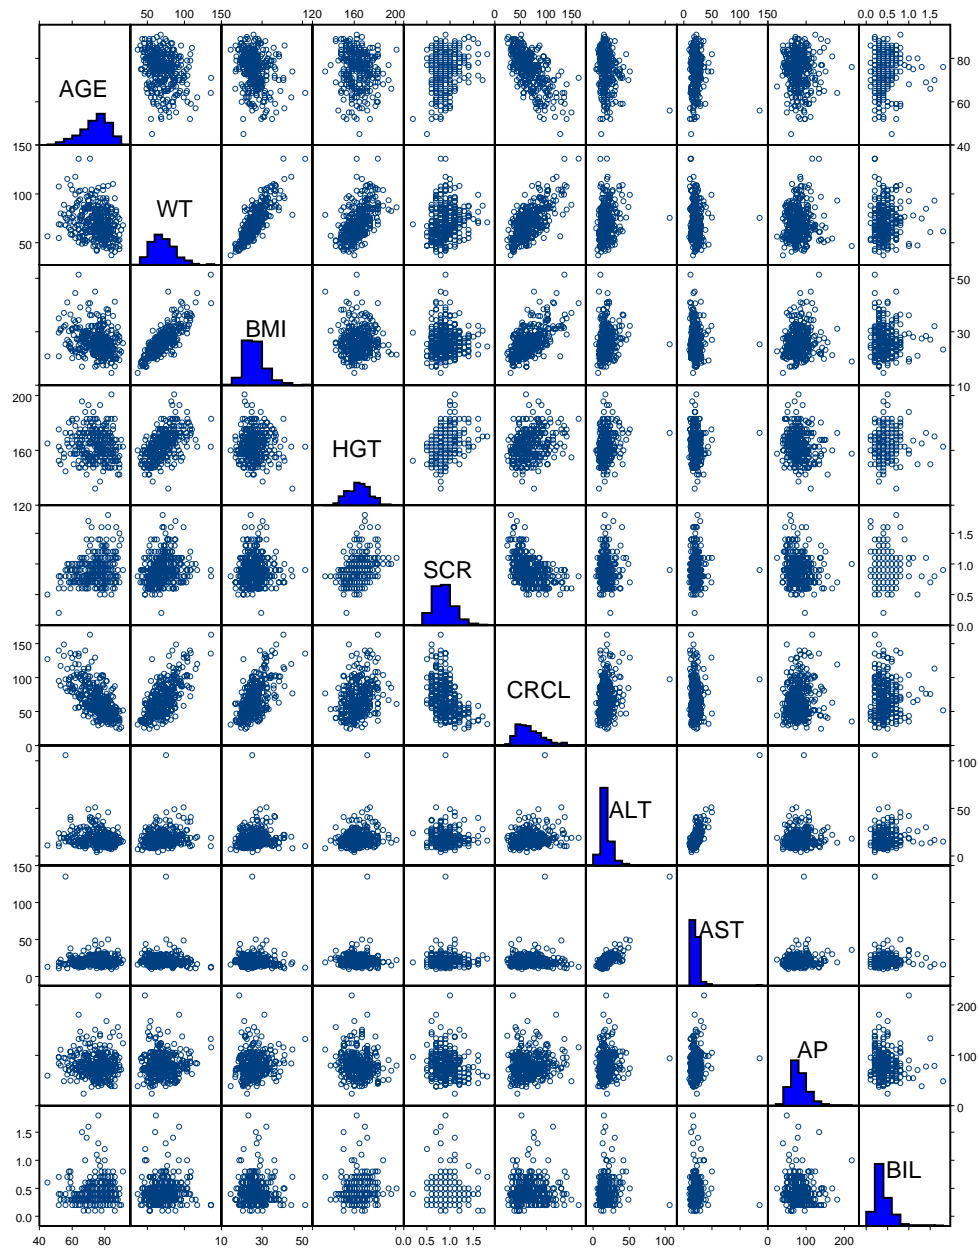 50 100 150 120 160 200 0 50 100 150 0 50 100 150 0.0 0.5 1.0 1.5
AGE 80 60 40
150 100 50 WT
BMI 50 30 10
200 160 120 HGT
SCR 1.5 1.0 0.5 0.0
150 100 50 0 CRCL
ALT 100 50 0
150 100 50 0 AST
AP 200 100 0
1.5 1.0 0.5 0.0 BIL
40 60 80 10 30 50 0.0 0.5 1.0 1.5 0 50 100 0 100 200